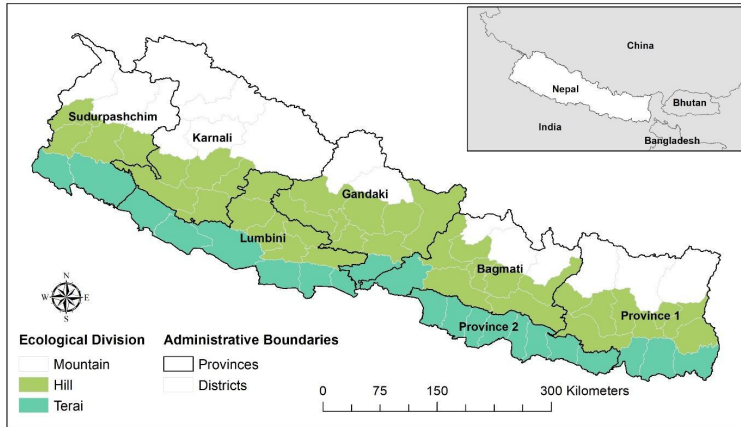 China
Nepal
Bhutan
India
Bangladesh
Sudurpashchim
Karnali
Gandaki
Lumbini
Bagmati
Province 1
Province 2
N
W E
S
Ecological Division
Mountain
Hill
Terai
Administrative Boundaries
Provinces
Districts
0 75 150 300 Kilometers